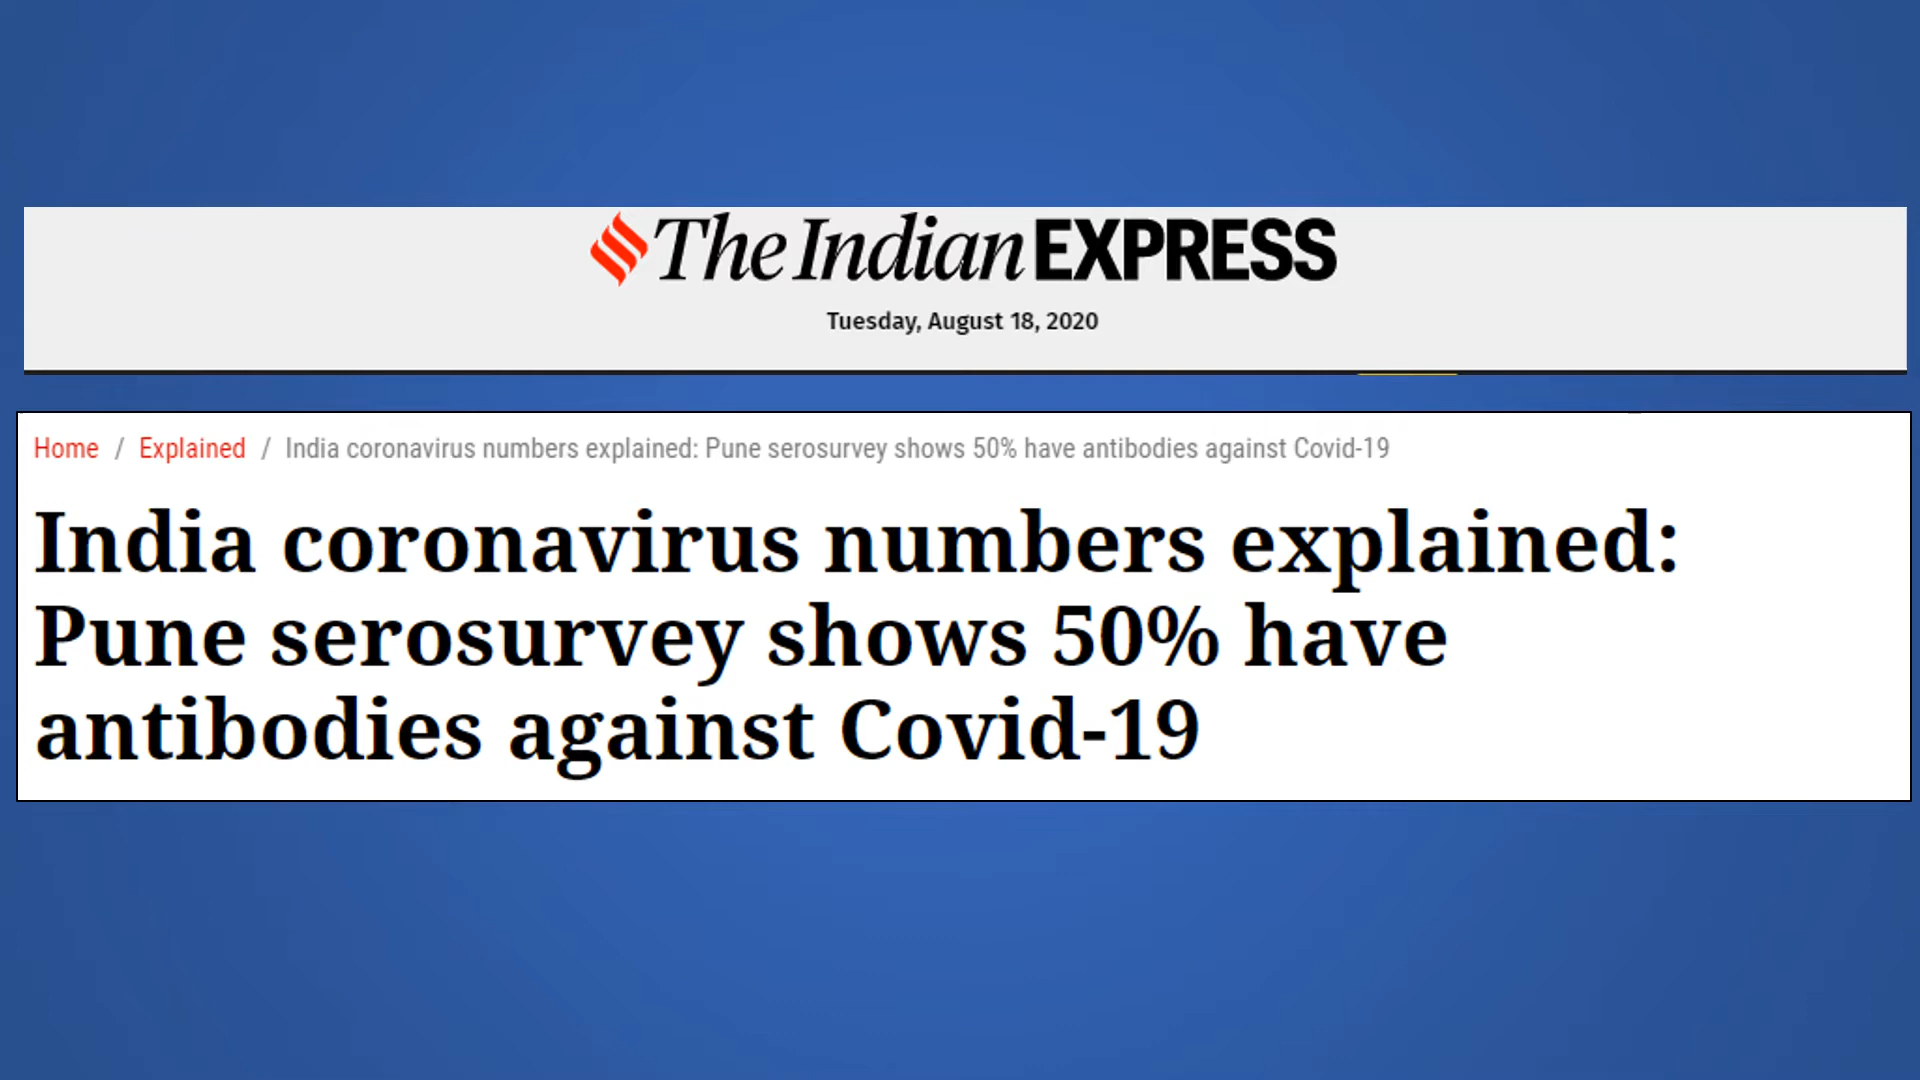 The Indian EXPRESS
Tuesday, August 18, 2020
Home / Explained / India coronavirus numbers explained: Pune serosurvey shows 50% have antibodies against Covid-19
India coronavirus numbers explained:
Pune serosurvey shows 50% have
antibodies against Covid-19